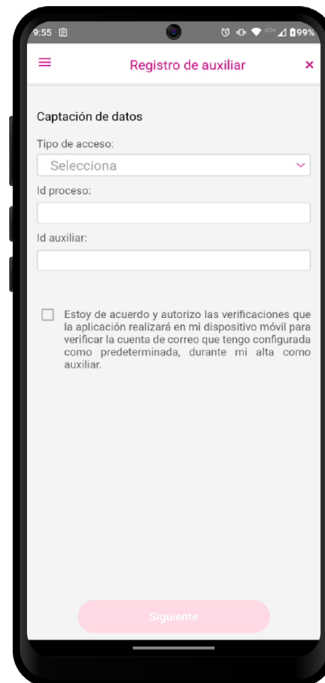 9:55 99%
Registro de auxiliar ×
Captación de datos
Tipo de acceso:
Selecciona
Id proceso:
Id auxiliar:
Estoy de acuerdo y autorizo las verificaciones que
la aplicación realizará en mi dispositivo móvil para
verificar la cuenta de correo que tengo configurada
como predeterminada, durante mi alta como
auxiliar.
Siguiente